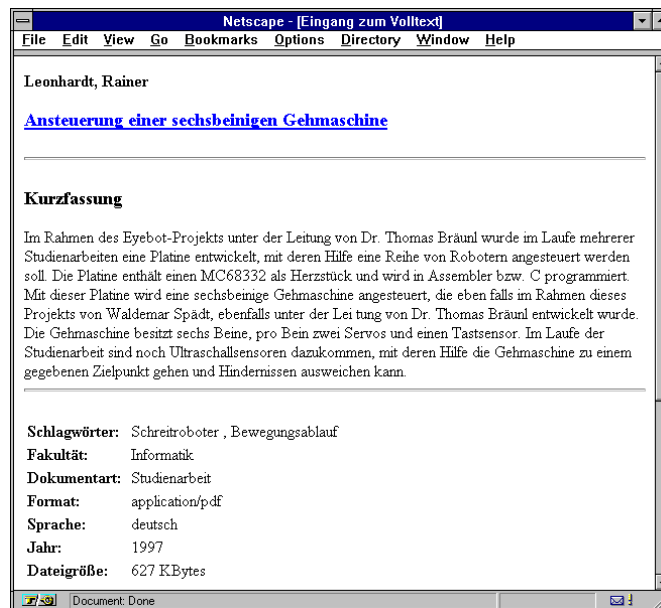 Netscape - [Eingang zum Volltext]
File Edit View Go Bookmarks Options Directory Window Help
Leonhardt, Rainer
Ansteuerung einer sechsbeinigen Gehmaschine
Kurzfassung
Im Rahmen des Eyebot-Projekts unter der Leitung von Dr. Thomas Bräunl wurde im Laufe mehrerer
Studienarbeiten eine Platine entwickelt, mit deren Hilfe eine Reihe von Robotern angesteuert werden
soll. Die Platine enthält einen MC68332 als Herzstück und wird in Assembler bzw. C programmiert.
Mit dieser Platine wird eine sechsbeinige Gehmaschine angesteuert, die eben falls im Rahmen dieses
Projekts von Waldemar Spädt, ebenfalls unter der Lei tung von Dr. Thomas Bräunl entwickelt wurde.
Die Gehmaschine besitzt sechs Beine, pro Bein zwei Servos und einen Tastsensor. Im Laufe der
Studienarbeit sind noch Ultraschallsensoren dazukommen, mit deren Hilfe die Gehmaschine zu einem
gegebenen Zielpunkt gehen und Hindernissen ausweichen kann.
Schlagwörter: Schreitroboter , Bewegungsablauf
Fakultät: Informatik
Dokumentart: Studienarbeit
Format: application/pdf
Sprache: deutsch
Jahr: 1997
Dateigröße: 627 KBytes
Document: Done